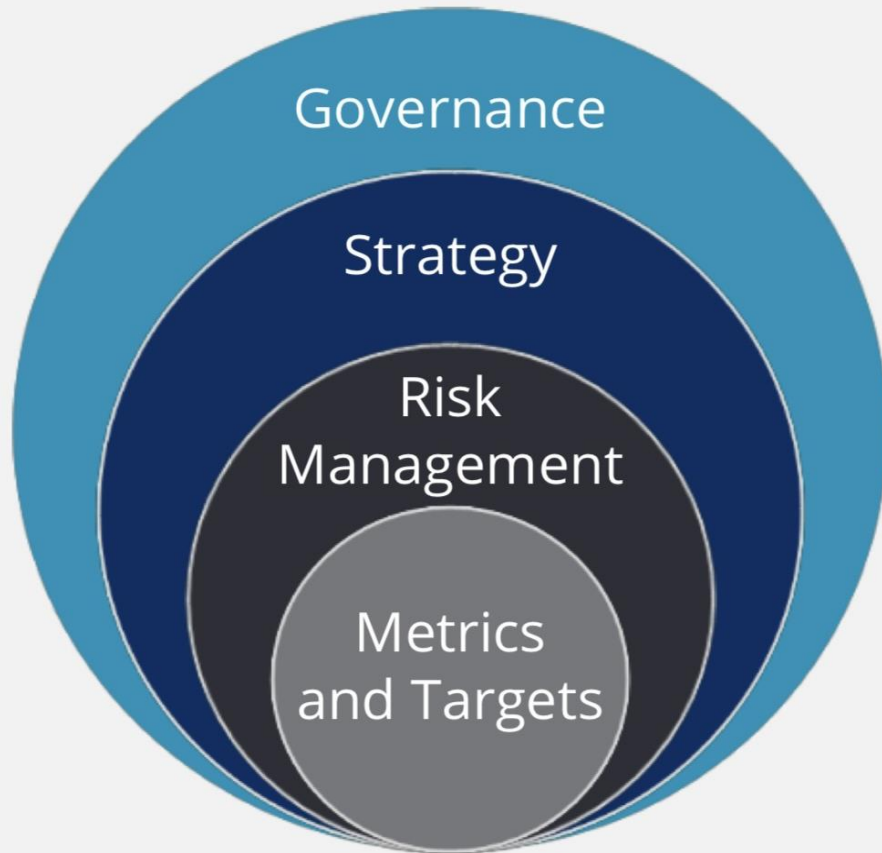 Governance
Strategy
Risk
Management
Metrics
and Targets